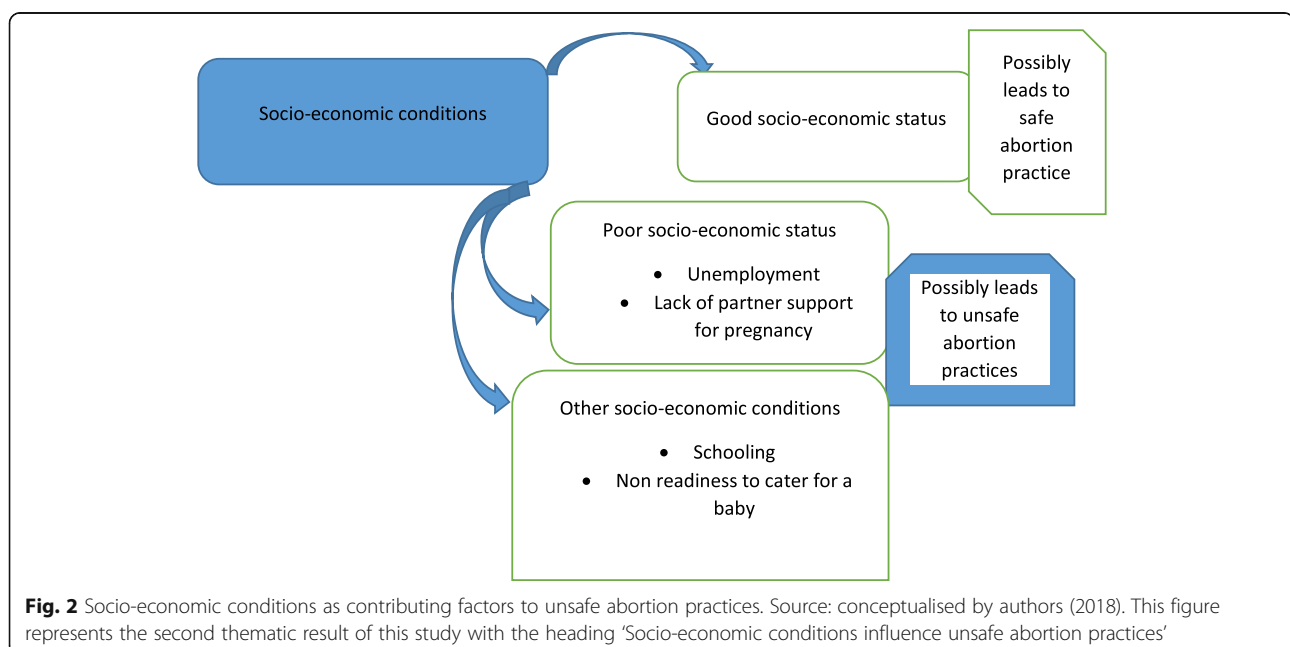 Socio-economic conditions
Good socio-economic status
Possibly
leads to
safe
abortion
practice
Poor socio-economic status
• Unemployment
• Lack of partner support
for pregnancy
Possibly leads
to unsafe
abortion
practices
Other socio-economic conditions
• Schooling
• Non readiness to cater for a
baby
Fig. 2 Socio-economic conditions as contributing factors to unsafe abortion practices. Source: conceptualised by authors (2018). This figure
represents the second thematic result of this study with the heading ‘Socio-economic conditions influence unsafe abortion practices’